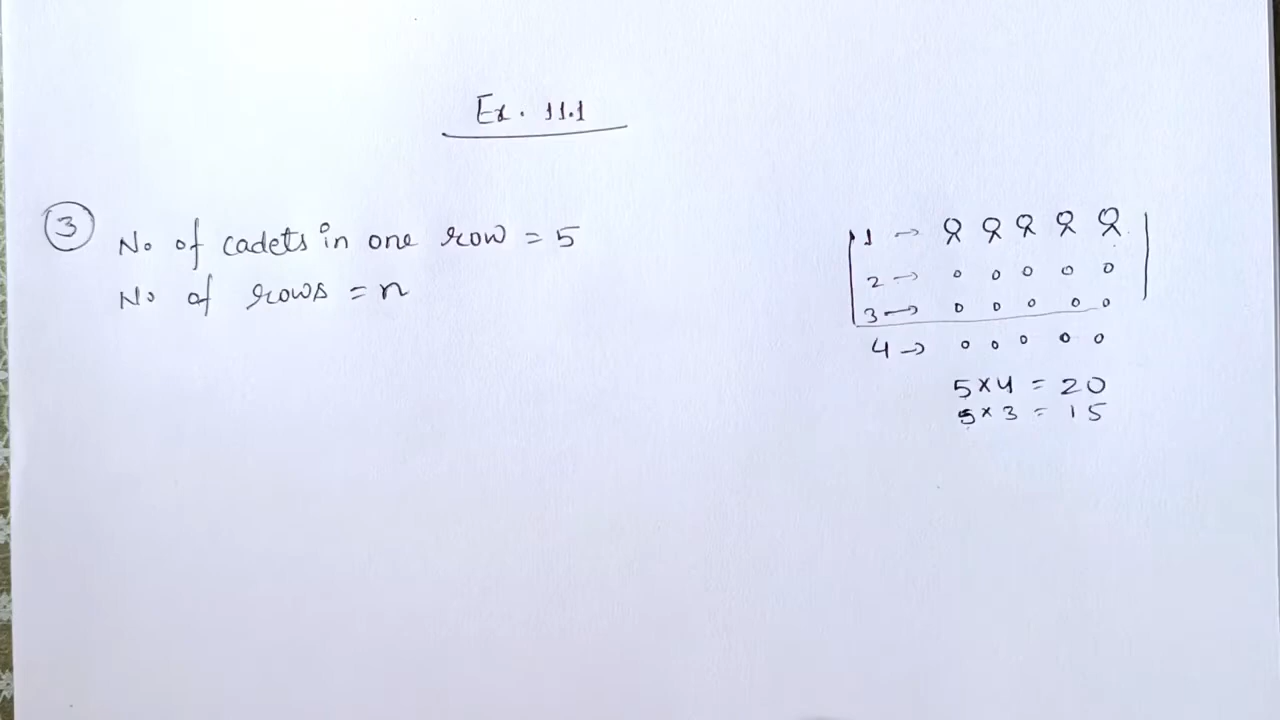 Ex. 11.1
3 No of cadets in one row = 5
No of rows = n
1 → 
2 → 
3 → 
4 → 
5 × 4 = 20
5 × 3 = 15